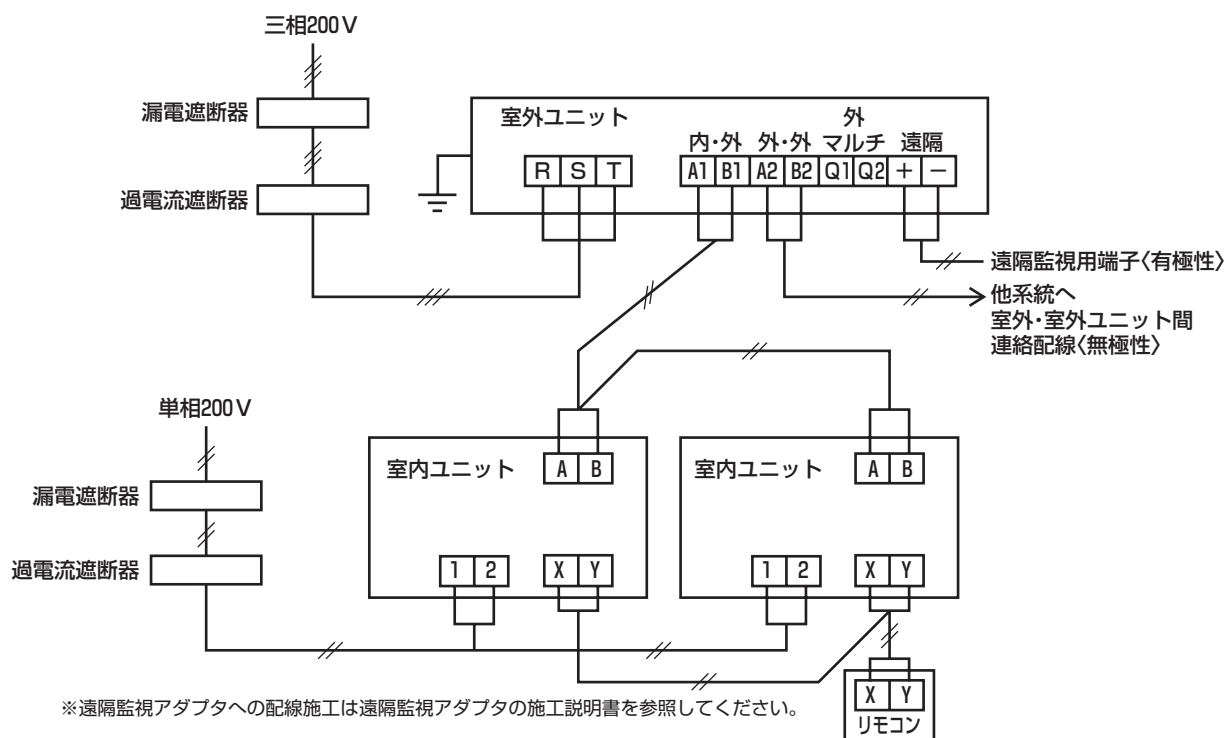 三相200V
漏電遮断器
過電流遮断器
室外ユニット
内・外 外・外 外マルチ 遠隔
R S T
A1 B1 A2 B2 Q1 Q2 + −
遠隔監視用端子〈有極性〉
他系統へ
室外・室外ユニット間
連絡配線〈無極性〉
単相200V
漏電遮断器
過電流遮断器
室内ユニット
A B
1 2
X Y
室内ユニット
A B
1 2
X Y
X Y
リモコン
※遠隔監視アダプタへの配線施工は遠隔監視アダプタの施工説明書を参照してください。